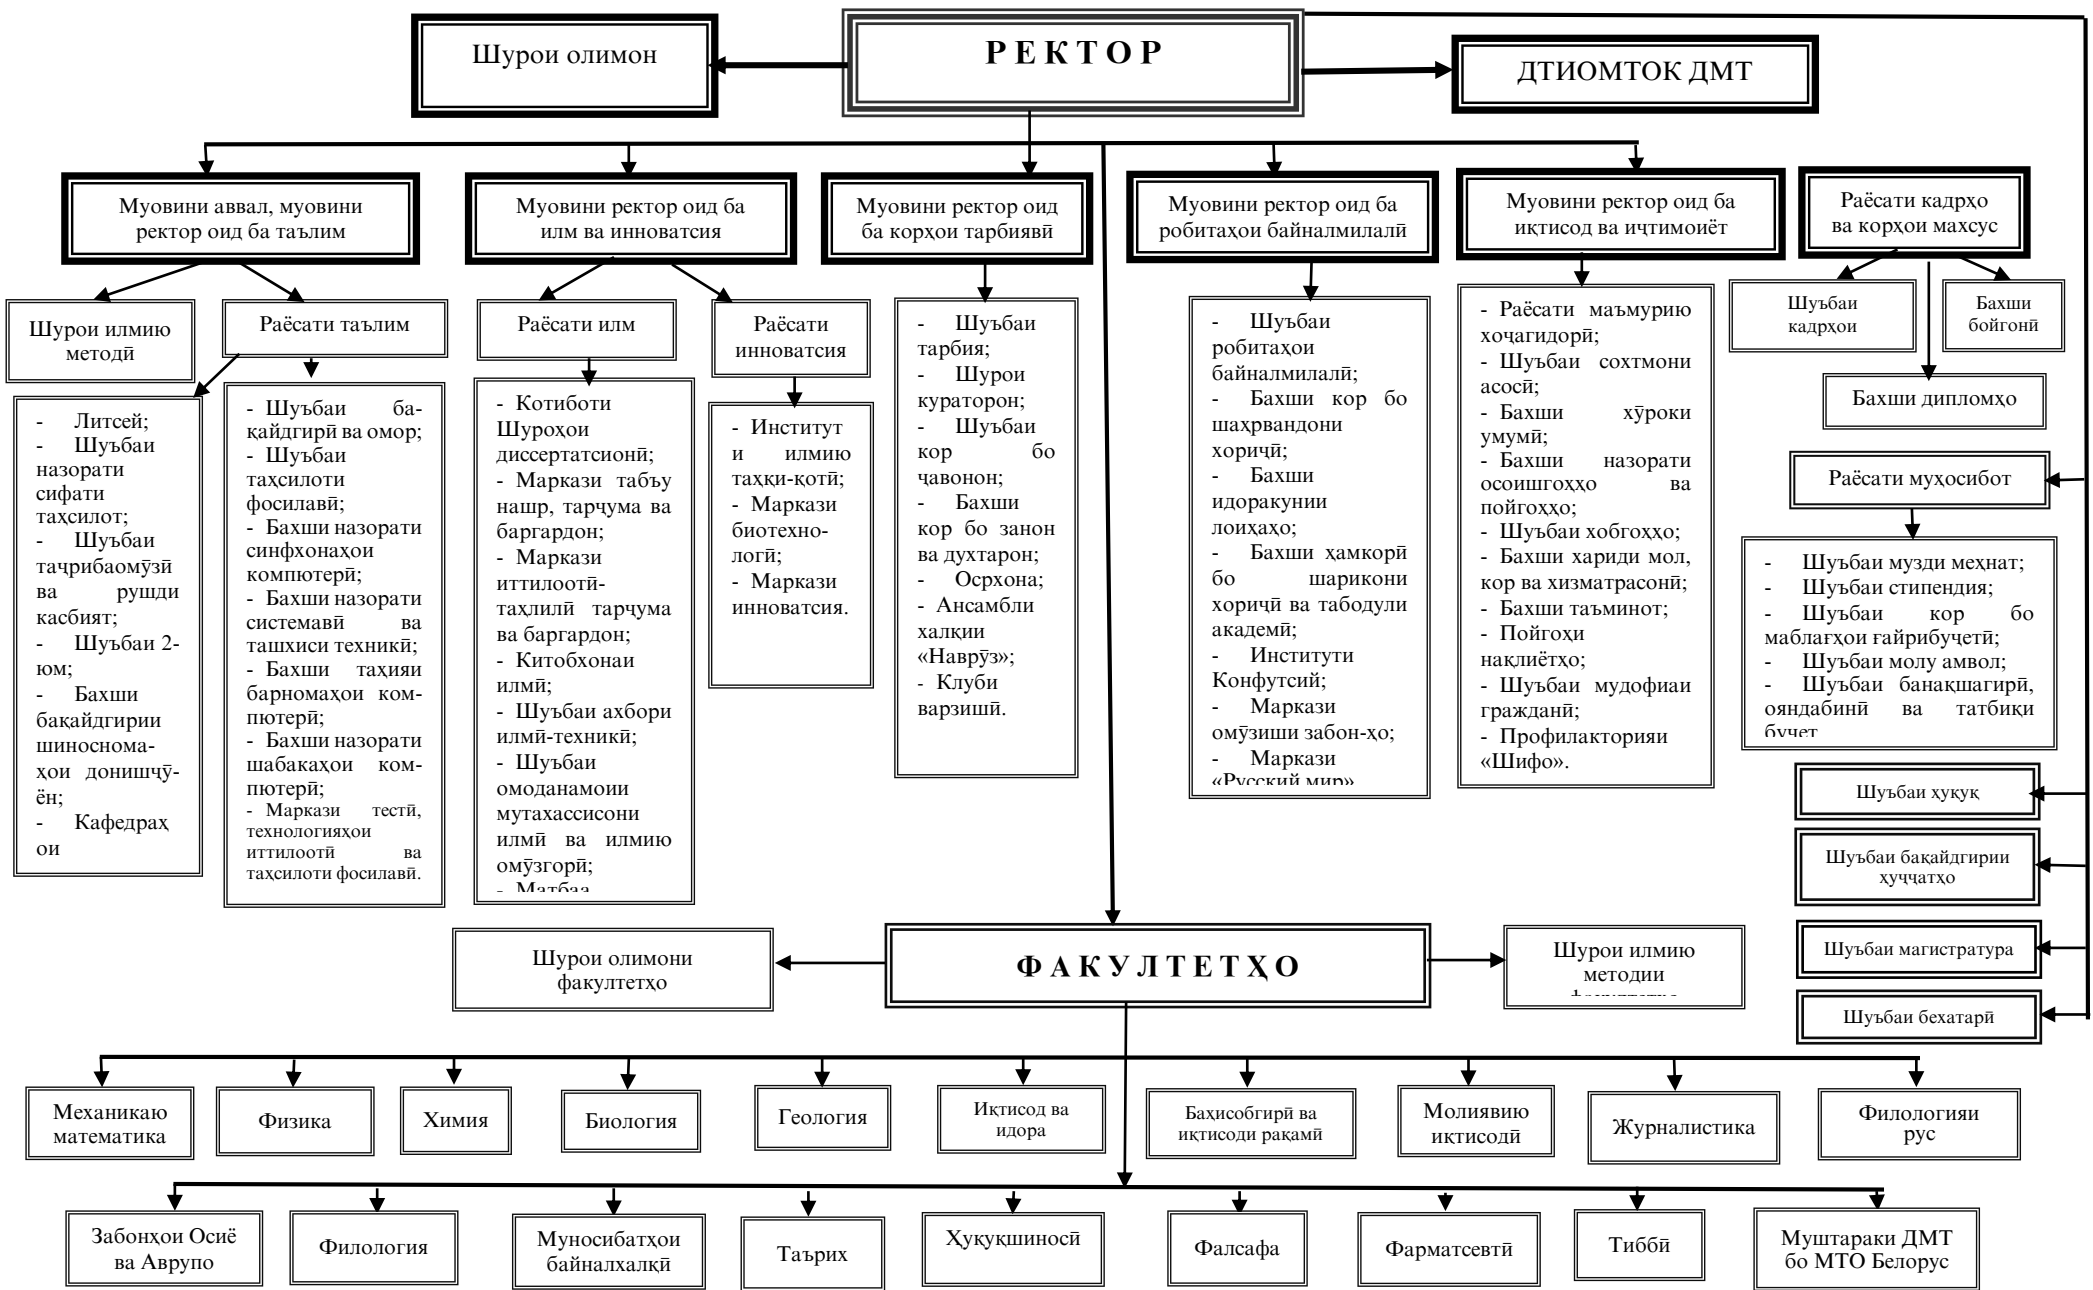 Шурои олимон
Р Е К Т О Р
ДТИОМТОК ДМТ
Муовини аввал, муовини
ректор оид ба таълим
Муовини ректор оид ба
илм ва инноватсия
Муовини ректор оид
ба корҳои тарбиявӣ
Муовини ректор оид ба
робитаҳои байналмилалӣ
Муовини ректор оид ба
иқтисод ва иҷтимоиёт
Раёсати кадрҳо
ва корҳои махсус
Шурои илмию
методӣ
Раёсати таълим
Раёсати илм
Раёсати
инноватсия
Шуъбаи
кадрҳои
Бахши
бойгонӣ
Бахши дипломҳо
- Литсей;
- Шуъбаи
назорати
сифати
таҳсилот;
- Шуъбаи
таҷрибаомӯзӣ
ва рушди
касбият;
- Шуъбаи 2-
юм;
- Бахши
бақайдгирии
шиноснома-
ҳои донишҷӯ-
ён;
- Кафедраҳ
ои
- Шуъбаи ба-
қайдгирӣ ва омор;
- Шуъбаи
таҳсилоти
фосилавӣ;
- Бахши назорати
синфхонаҳои
компютерӣ;
- Бахши назорати
системавӣ ва
ташхиси техникӣ;
- Бахши таҳияи
барномаҳои ком-
пютерӣ;
- Бахши назорати
шабакаҳои ком-
пютерӣ;
- Маркази тестӣ,
технологияҳои
иттилоотӣ ва
таҳсилоти фосилавӣ.
- Котиботи
Шуроҳои
диссертатсионӣ;
- Маркази табъу
нашр, тарҷума ва
баргардон;
- Маркази
иттилоотӣ-
таҳлилӣ тарҷума
ва баргардон;
- Китобхонаи
илмӣ;
- Шуъбаи ахбори
илмӣ-техникӣ;
- Шуъбаи
омоданамоии
мутахассисони
илмӣ ва илмию
омӯзгорӣ;
- Матбаа
- Институт
и илмию
таҳқи-қотӣ;
- Маркази
биотехно-
логӣ;
- Маркази
инноватсия.
- Шуъбаи
тарбия;
- Шурои
кураторон;
- Шуъбаи
кор бо
ҷавонон;
- Бахши
кор бо занон
ва духтарон;
- Осрхона;
- Ансамбли
халқии
«Наврӯз»;
- Клуби
варзишӣ.
- Шуъбаи
робитаҳои
байналмилалӣ;
- Бахши кор бо
шаҳрвандони
хориҷӣ;
- Бахши
идоракунии
лоиҳаҳо;
- Бахши ҳамкорӣ
бо шарикони
хориҷӣ ва табодули
академӣ;
- Институти
Конфутсий;
- Маркази
омӯзиши забон-ҳо;
- Маркази
«Русский мир»
- Раёсати маъмурию
хоҷагидорӣ;
- Шуъбаи сохтмони
асосӣ;
- Бахши хӯроки
умумӣ;
- Бахши назорати
осоишгоҳҳо ва
пойгоҳҳо;
- Шуъбаи хобгоҳҳо;
- Бахши хариди мол,
кор ва хизматрасонӣ;
- Бахши таъминот;
- Пойгоҳи
нақлиётҳо;
- Шуъбаи мудофиаи
гражданӣ;
- Профилакторияи
«Шифо».
Раёсати муҳосибот
- Шуъбаи музди меҳнат;
- Шуъбаи стипендия;
- Шуъбаи кор бо
маблағҳои ғайрибуҷетӣ;
- Шуъбаи молу амвол;
- Шуъбаи банақшагирӣ,
ояндабинӣ ва татбиқи
буҷет
Шуъбаи ҳуқуқ
Шуъбаи бақайдгирии
ҳуҷҷатҳо
Шуъбаи магистратура
Шуъбаи бехатарӣ
Шурои олимони
факултетҳо
Ф А К У Л Т Е Т Ҳ О
Шурои илмию
методии
Механикаю
математика
Физика
Химия
Биология
Геология
Иқтисод ва
идора
Баҳисобгирӣ ва
иқтисоди рақамӣ
Молиявию
иқтисодӣ
Журналистика
Филологияи
рус
Забонҳои Осиё
ва Аврупо
Филология
Муносибатҳои
байналхалқӣ
Таърих
Ҳуқуқшиносӣ
Фалсафа
Фарматсевтӣ
Тиббӣ
Муштараки ДМТ
бо МТО Белорус